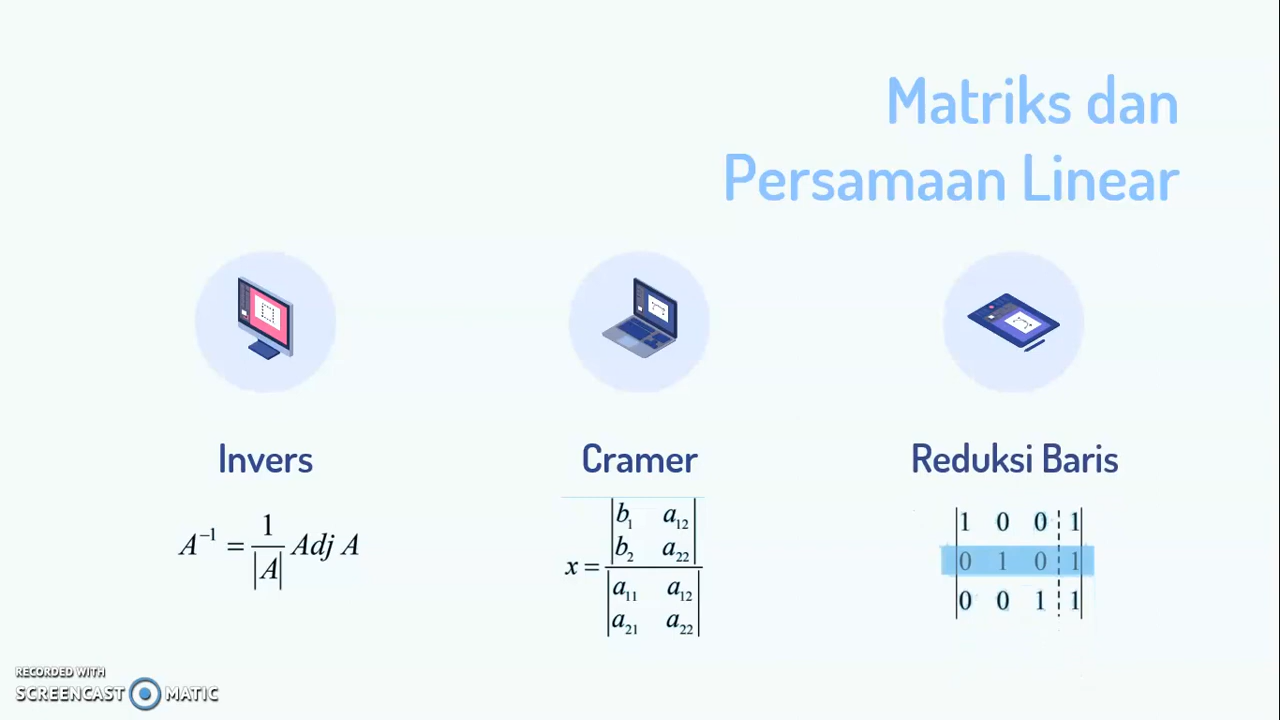 Matriks dan
Persamaan Linear
Invers
Cramer
Reduksi Baris
A⁻¹ = 1/|A| Adj A
x = |b₁ a₁₂|
|b₂ a₂₂|
|a₁₁ a₁₂|
|a₂₁ a₂₂|
|1 0 0 ¦ 1|
|0 1 0 ¦ 1|
|0 0 1 ¦ 1|
RECORDED WITH
SCREENCAST MATIC